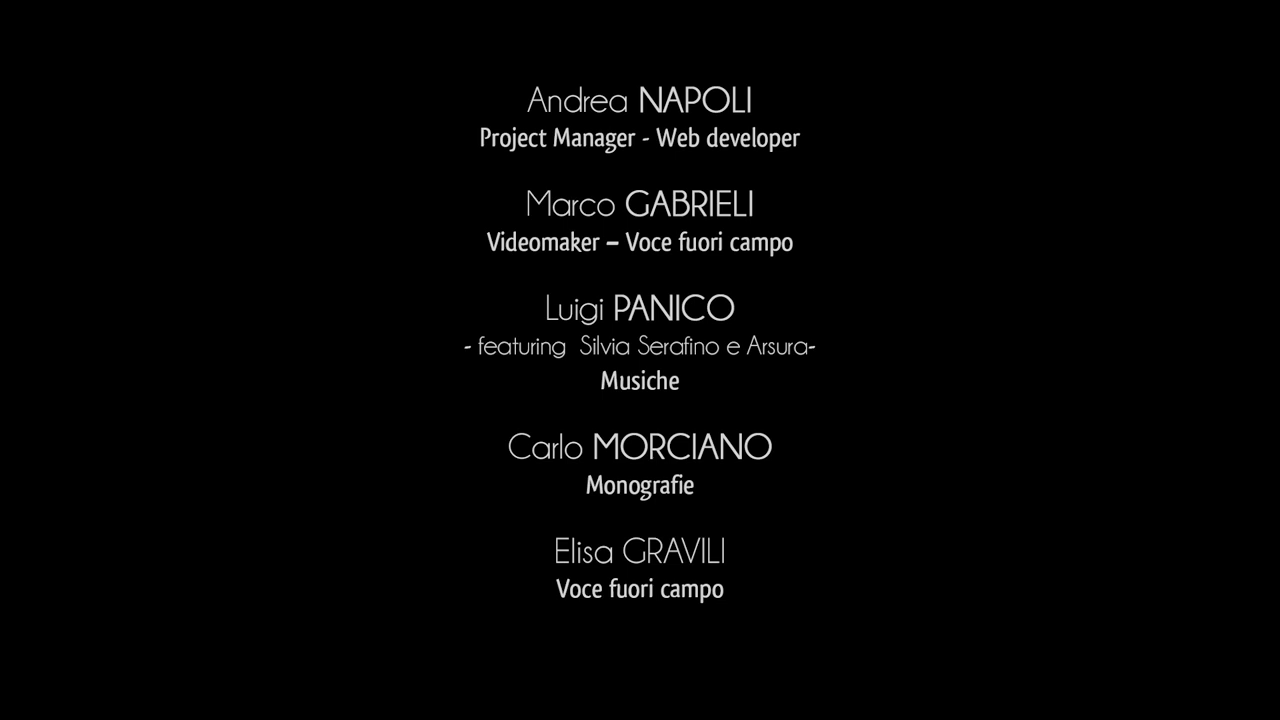 Andrea NAPOLI
Project Manager - Web developer
Marco GABRIELI
Videomaker – Voce fuori campo
Luigi PANICO
- featuring  Silvia Serafino e Arsura-
Musiche
Carlo MORCIANO
Monografie
Elisa GRAVILI
Voce fuori campo